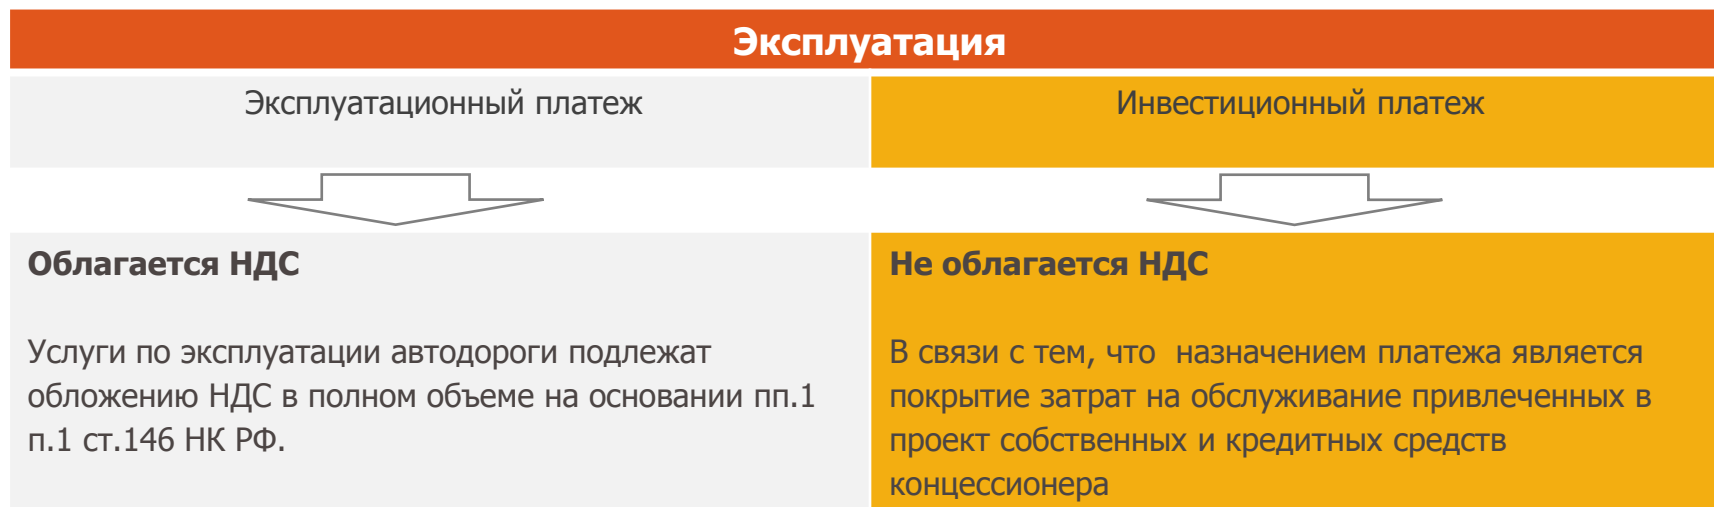 Эксплуатация
Эксплуатационный платеж
Инвестиционный платеж
Облагается НДС
Услуги по эксплуатации автодороги подлежат
обложению НДС в полном объеме на основании пп.1
п.1 ст.146 НК РФ.
Не облагается НДС
В связи с тем, что  назначением платежа является
покрытие затрат на обслуживание привлеченных в
проект собственных и кредитных средств
концессионера